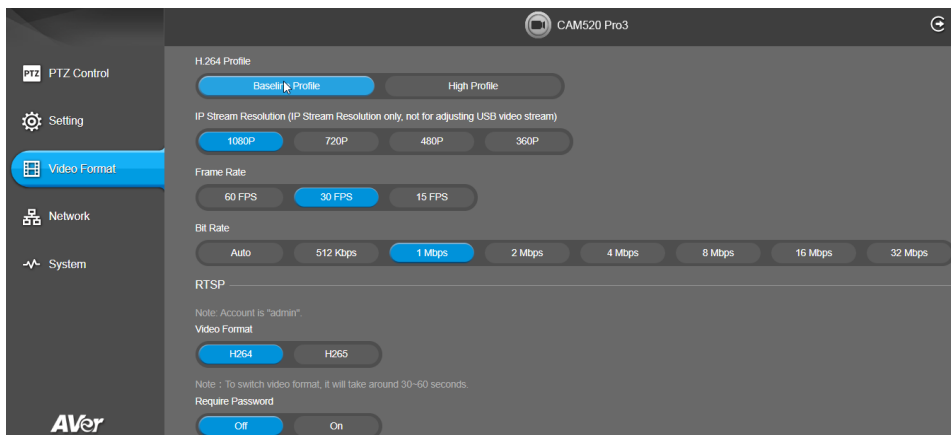 CAM520 Pro3
PTZ PTZ Control
Setting
Video Format
Network
System
AVer
H.264 Profile
Baseline Profile High Profile
IP Stream Resolution (IP Stream Resolution only, not for adjusting USB video stream)
1080P 720P 480P 360P
Frame Rate
60 FPS 30 FPS 15 FPS
Bit Rate
Auto 512 Kbps 1 Mbps 2 Mbps 4 Mbps 8 Mbps 16 Mbps 32 Mbps
RTSP
Note: Account is "admin".
Video Format
H264 H265
Note : To switch video format, it will take around 30~60 seconds.
Require Password
Off On